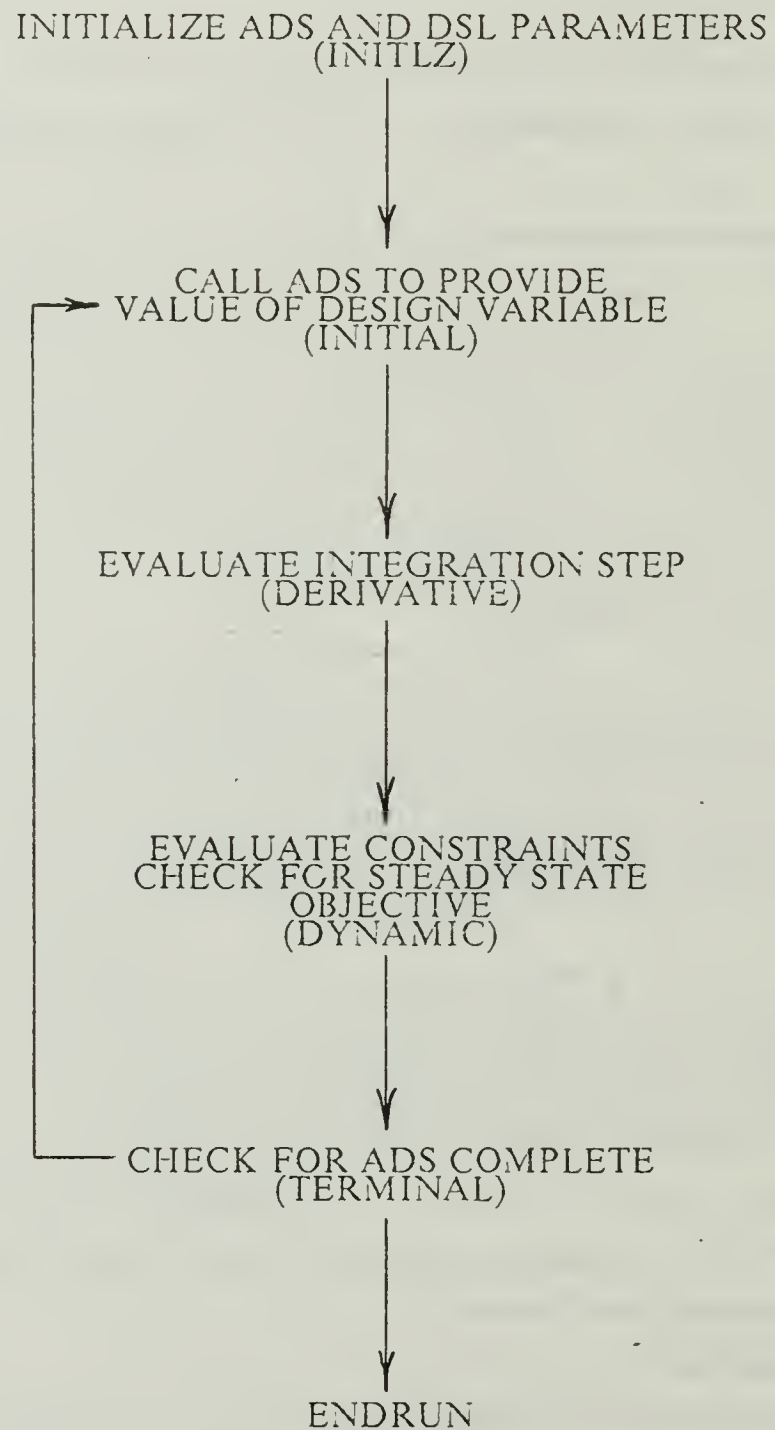 INITIALIZE ADS AND DSL PARAMETERS
(INITLZ)
CALL ADS TO PROVIDE
VALUE OF DESIGN VARIABLE
(INITIAL)
EVALUATE INTEGRATION STEP
(DERIVATIVE)
EVALUATE CONSTRAINTS
CHECK FOR STEADY STATE
OBJECTIVE
(DYNAMIC)
CHECK FOR ADS COMPLETE
(TERMINAL)
ENDRUN